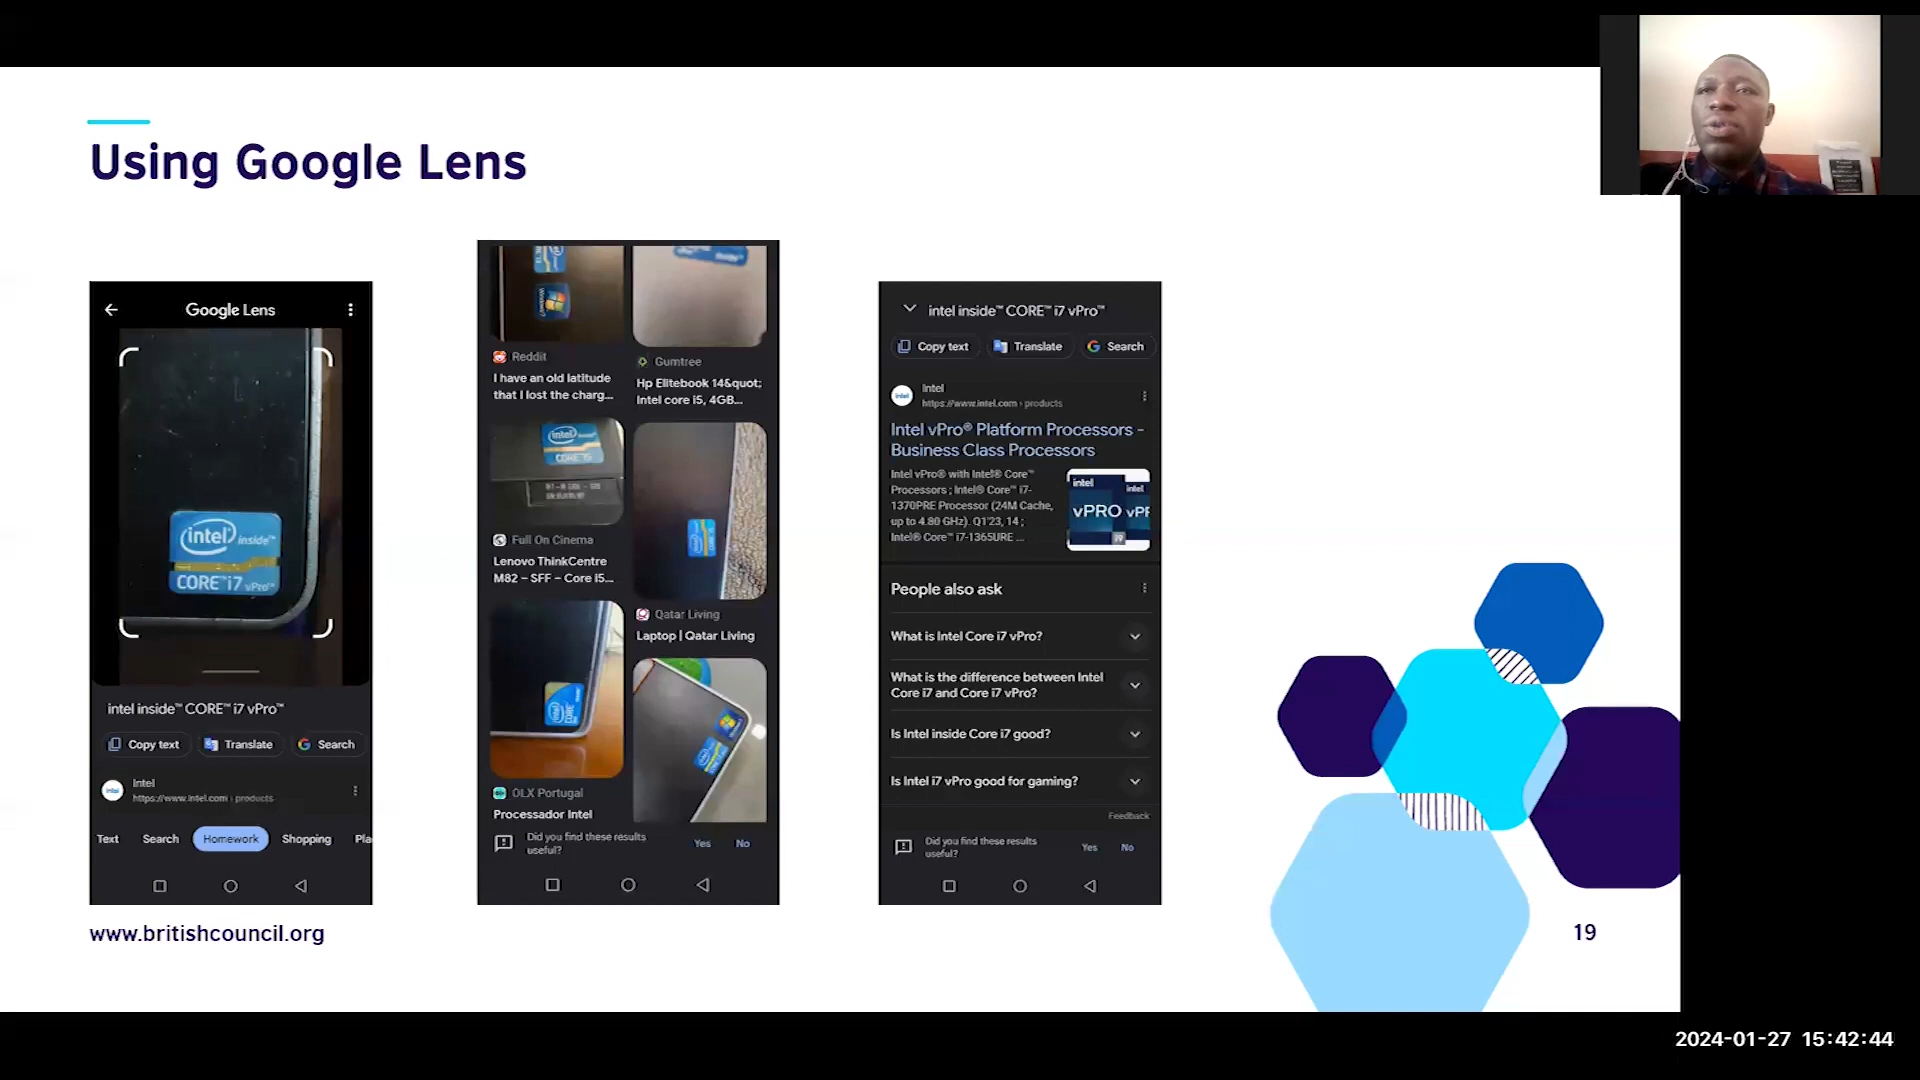 Using Google Lens
Google Lens
intel inside™
CORE™ i7 vPro™
intel inside™ CORE™ i7 vPro™
Copy text
Translate
Search
Intel
https://www.intel.com › products
Text
Search
Homework
Shopping
Pla
Reddit
I have an old latitude
that I lost the charg...
Gumtree
Hp Elitebook 14&quot;
Intel core i5, 4GB...
Full On Cinema
Lenovo ThinkCentre
M82 – SFF – Core i5...
Qatar Living
Laptop | Qatar Living
OLX Portugal
Processador Intel
Did you find these results
useful?
Yes
No
intel inside™ CORE™ i7 vPro™
Copy text
Translate
Search
Intel
https://www.intel.com › products
Intel vPro® Platform Processors -
Business Class Processors
Intel vPro® with Intel® Core™
Processors ; Intel® Core™ i7-
1370PRE Processor (24M Cache,
up to 4.80 GHz). Q1'23, 14 ;
Intel® Core™ i7-1365URE ...
intel
vPRO
People also ask
What is Intel Core i7 vPro?
What is the difference between Intel
Core i7 and Core i7 vPro?
Is Intel inside Core i7 good?
Is Intel i7 vPro good for gaming?
Feedback
Did you find these results
useful?
Yes
No
www.britishcouncil.org
19
2024-01-27 15:42:44